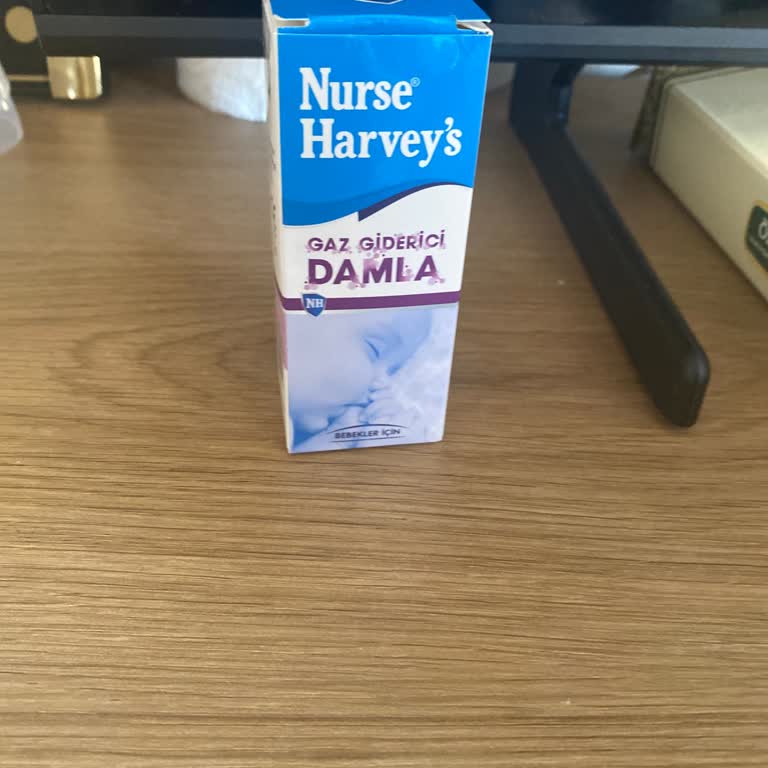 Nurse®
Harvey's
GAZ GİDERİCİ
DAMLA
NH
BEBEKLER İÇİN